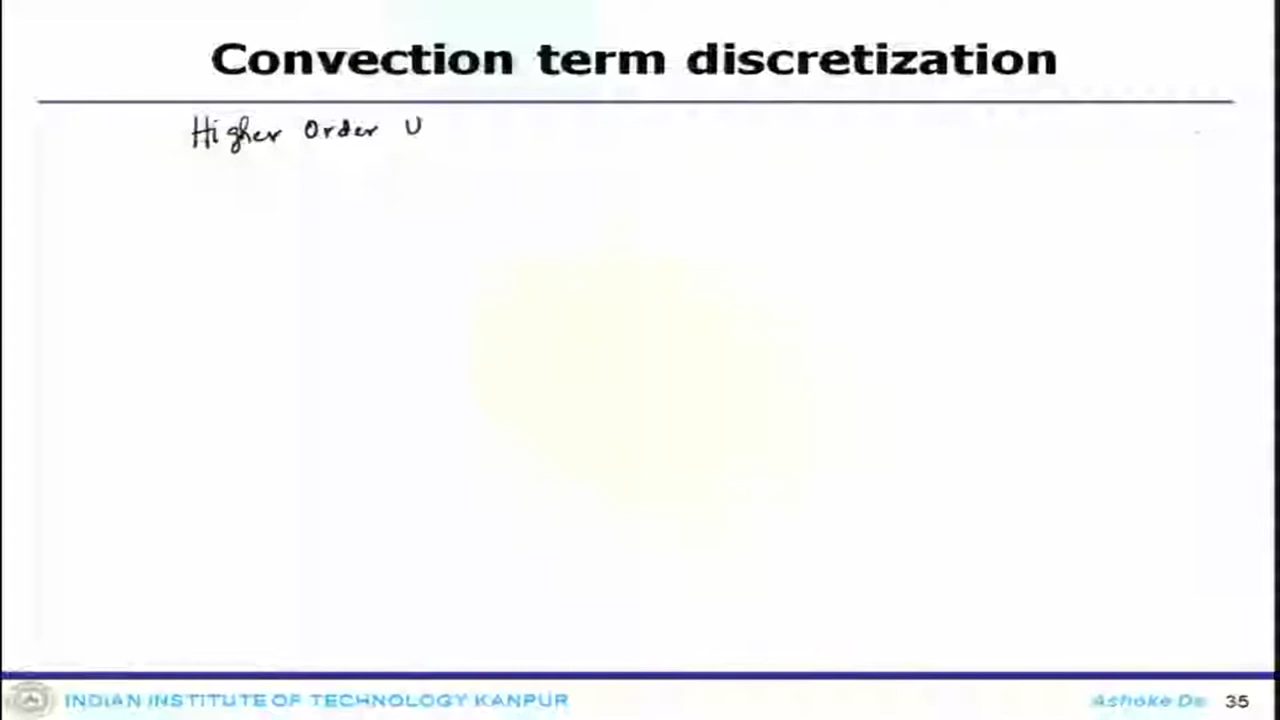 Convection term discretization
Higher Order U
INDIAN INSTITUTE OF TECHNOLOGY KANPUR
Ashoke De 35